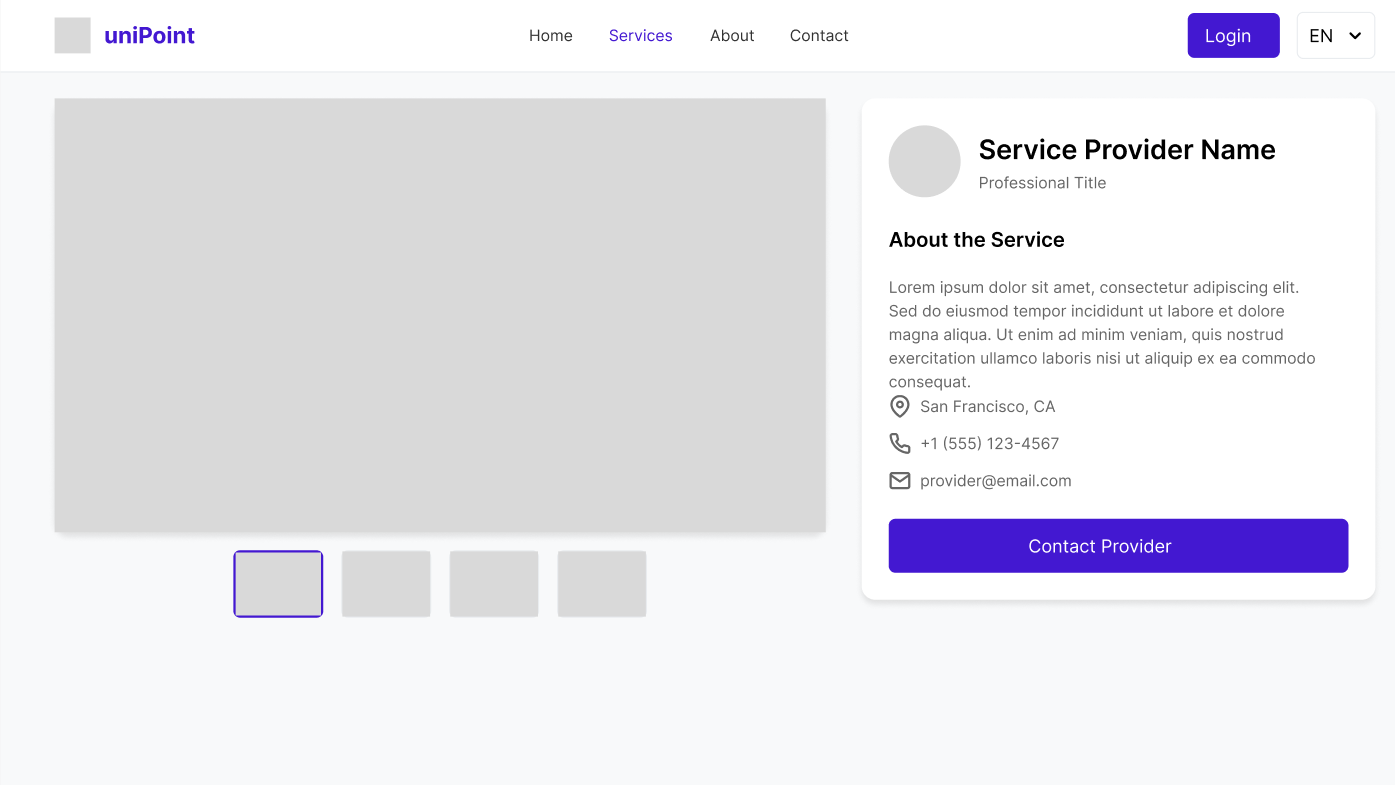 uniPoint
Home
Services
About
Contact
Login
EN
Service Provider Name
Professional Title
About the Service
Lorem ipsum dolor sit amet, consectetur adipiscing elit.
Sed do eiusmod tempor incididunt ut labore et dolore
magna aliqua. Ut enim ad minim veniam, quis nostrud
exercitation ullamco laboris nisi ut aliquip ex ea commodo
consequat.
San Francisco, CA
+1 (555) 123-4567
provider@email.com
Contact Provider